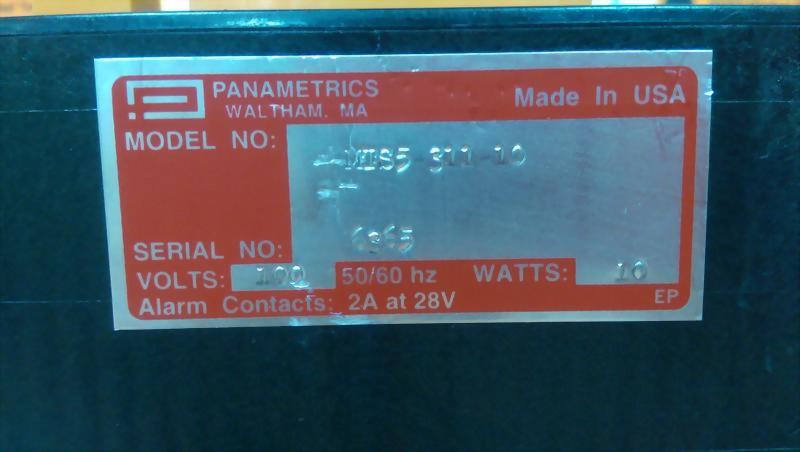 PANAMETRICS
WALTHAM, MA
Made In USA
MODEL NO: MIS5-311-10
SERIAL NO: 6965
VOLTS: 100 50/60 hz WATTS: 10
Alarm Contacts: 2A at 28V
EP